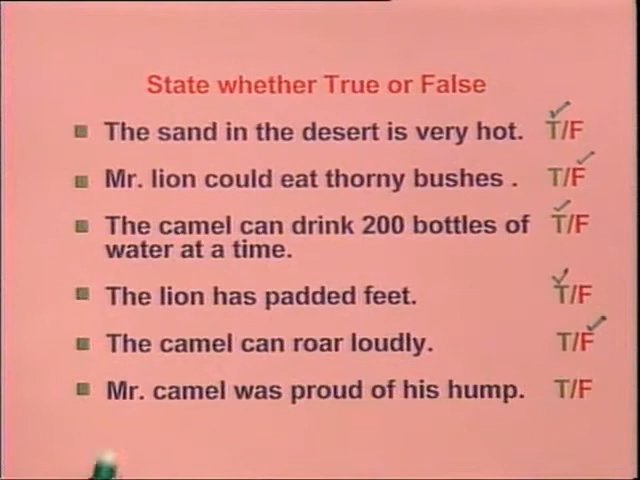 State whether True or False
The sand in the desert is very hot. T/F
Mr. lion could eat thorny bushes . T/F
The camel can drink 200 bottles of T/F
water at a time.
The lion has padded feet. T/F
The camel can roar loudly. T/F
Mr. camel was proud of his hump. T/F